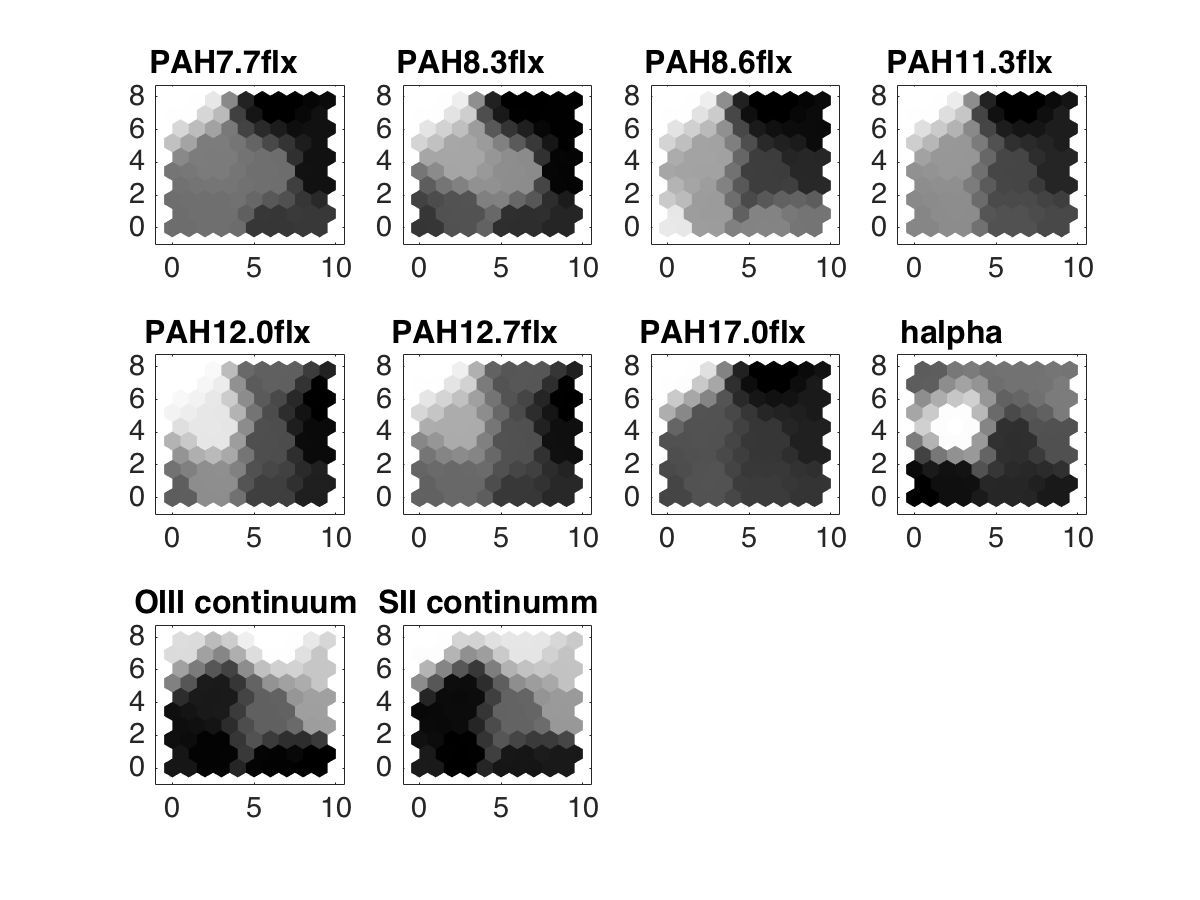 PAH7.7flx PAH8.3flx PAH8.6flx PAH11.3flx
8 8 8 8
6 6 6 6
4 4 4 4
2 2 2 2
0 0 0 0
0 5 10 0 5 10 0 5 10 0 5 10
PAH12.0flx PAH12.7flx PAH17.0flx halpha
8 8 8 8
6 6 6 6
4 4 4 4
2 2 2 2
0 0 0 0
0 5 10 0 5 10 0 5 10 0 5 10
OIII continuum SII continumm
8 8
6 6
4 4
2 2
0 0
0 5 10 0 5 10